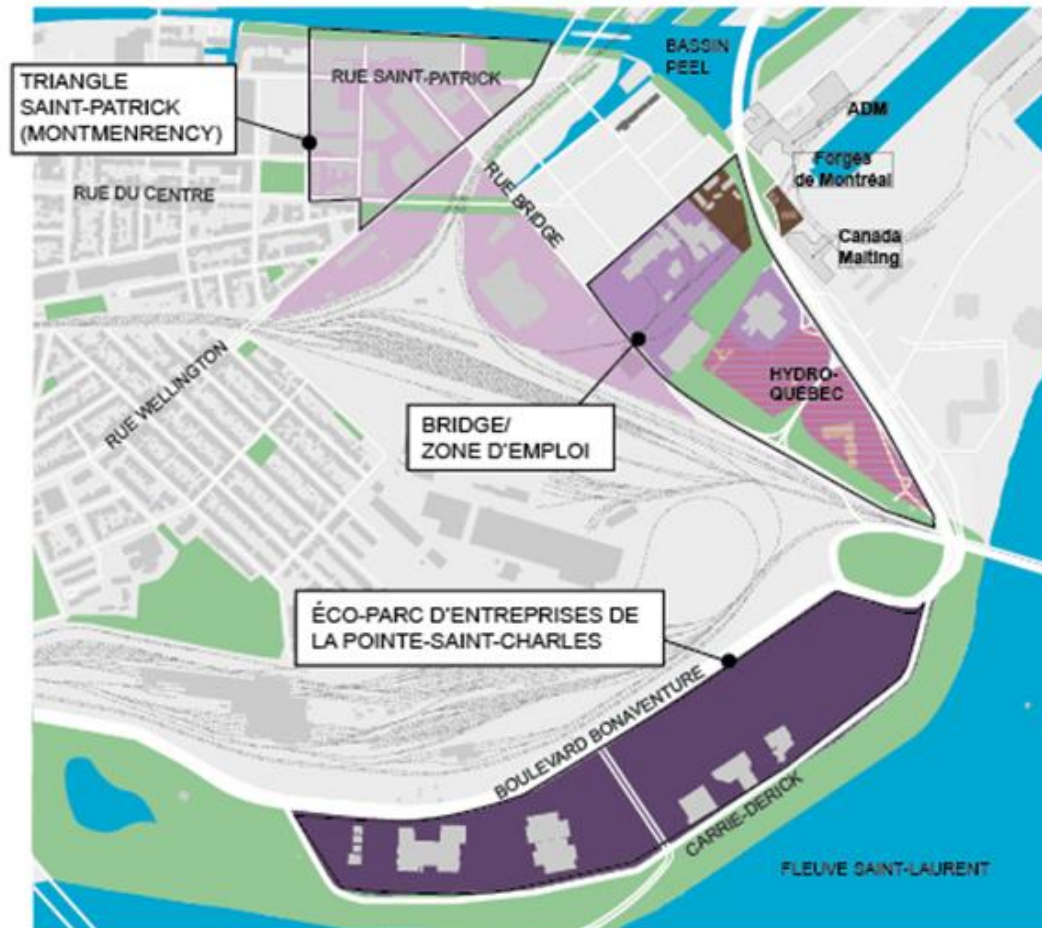 TRIANGLE
SAINT-PATRICK
(MONTMENRENCY)
RUE SAINT-PATRICK
BASSIN
PEEL
ADM
Forges
de Montréal
Canada
Malting
RUE DU CENTRE
RUE BRIDGE
HYDRO-
QUÉBEC
RUE WELLINGTON
BRIDGE/
ZONE D'EMPLOI
ÉCO-PARC D'ENTREPRISES DE
LA POINTE-SAINT-CHARLES
BOULEVARD BONAVENTURE
CARRIE-DERICK
FLEUVE SAINT-LAURENT